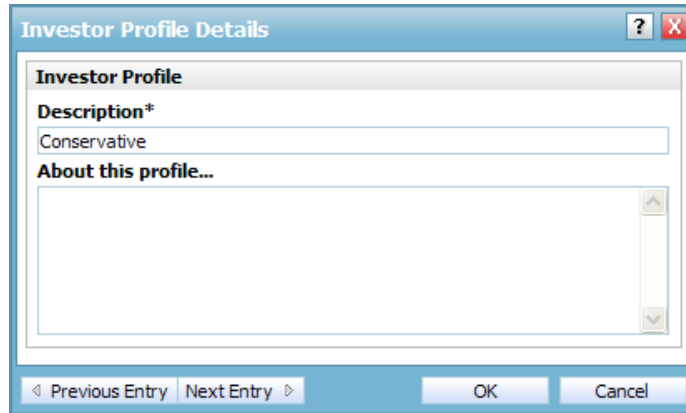 Investor Profile Details ? X
Investor Profile
Description*
Conservative
About this profile...
Previous Entry Next Entry OK Cancel